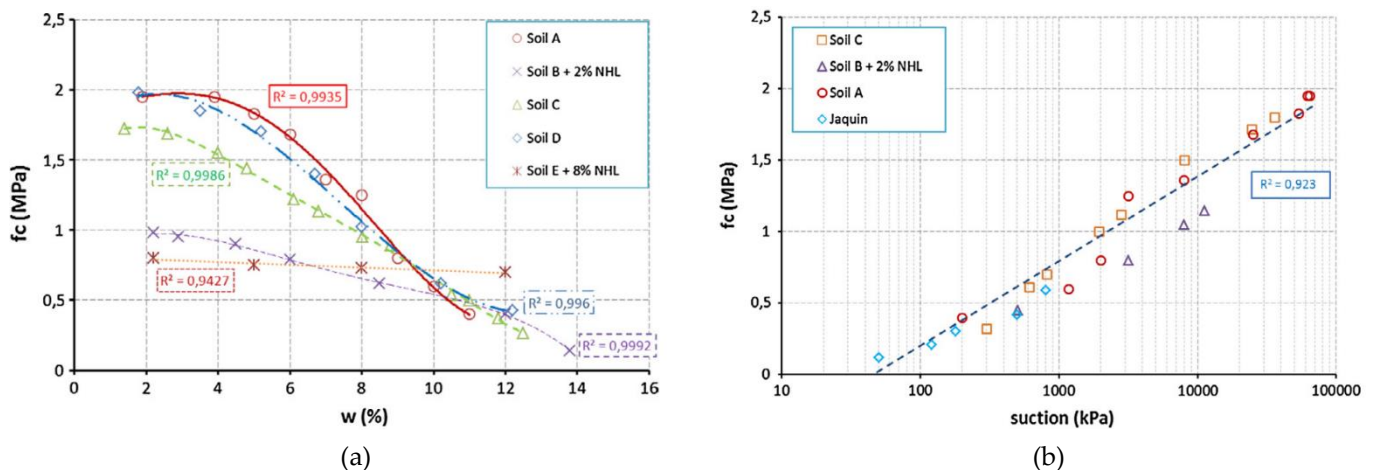 2,5
2
1,5
1
0,5
0
fc (MPa)
0 2 4 6 8 10 12 14 16
w (%)
Soil A
Soil B + 2% NHL
Soil C
Soil D
Soil E + 8% NHL
R² = 0,9935
R² = 0,9986
R² = 0,9427
R² = 0,996
R² = 0,9992
(a)
2,5
2
1,5
1
0,5
0
fc (MPa)
10 100 1000 10000 100000
suction (kPa)
Soil C
Soil B + 2% NHL
Soil A
Jaquin
R² = 0,923
(b)